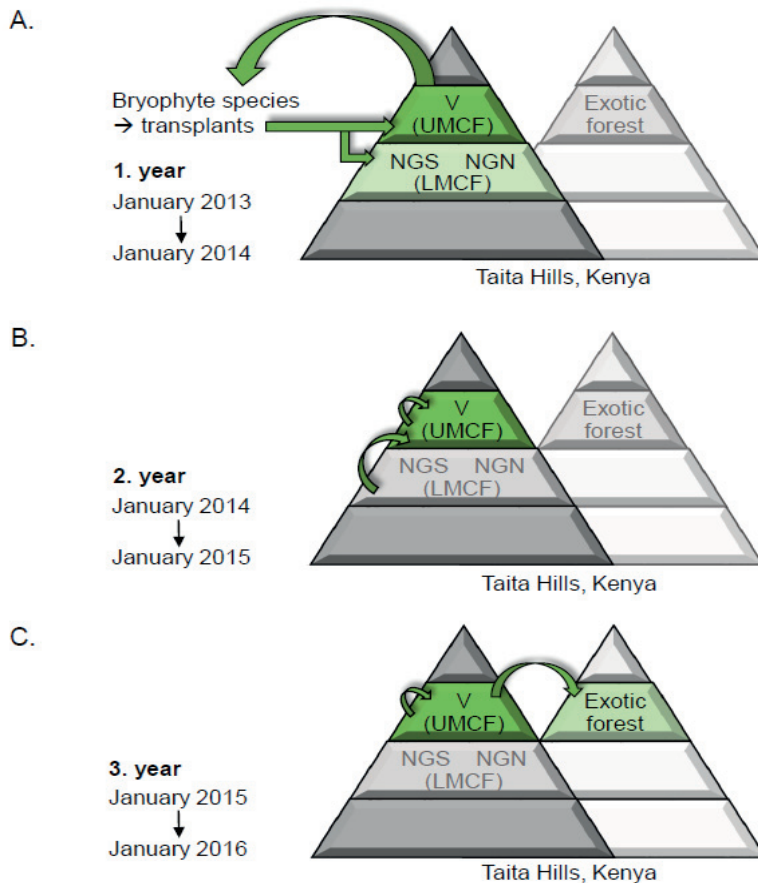 A.
Bryophyte species
→ transplants
1. year
January 2013
January 2014
V
(UMCF)
NGS NGN
(LMCF)
Exotic
forest
Taita Hills, Kenya
B.
2. year
January 2014
January 2015
V
(UMCF)
NGS NGN
(LMCF)
Exotic
forest
Taita Hills, Kenya
C.
3. year
January 2015
January 2016
V
(UMCF)
NGS NGN
(LMCF)
Exotic
forest
Taita Hills, Kenya